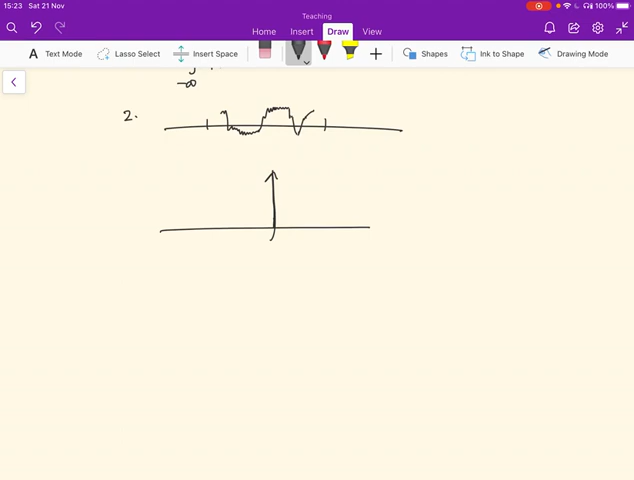 15:23 Sat 21 Nov
100%
Teaching
Home Insert Draw View
A Text Mode Lasso Select Insert Space Shapes Ink to Shape Drawing Mode
-∞
2.